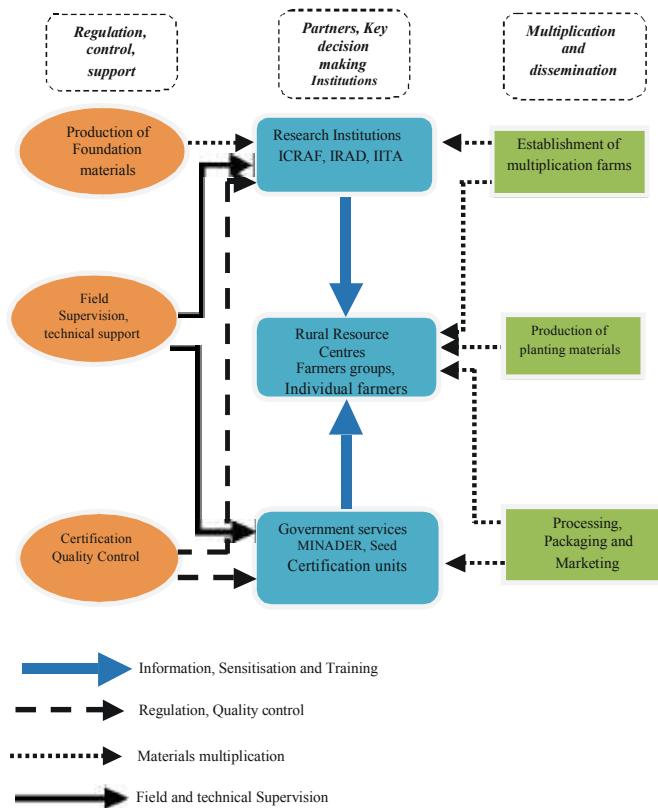 Regulation,
control,
support
Partners, Key
decision
making
Institutions
Multiplication
and
dissemination
Production of
Foundation
materials
Research Institutions
ICRAF, IRAD, IITA
Establishment of
multiplication farms
Field
Supervision,
technical support
Rural Resource
Centres
Farmers groups,
Individual farmers
Production of
planting materials
Certification
Quality Control
Government services
MINADER, Seed
Certification units
Processing,
Packaging and
Marketing
Information, Sensitisation and Training
Regulation, Quality control
Materials multiplication
Field and technical Supervision